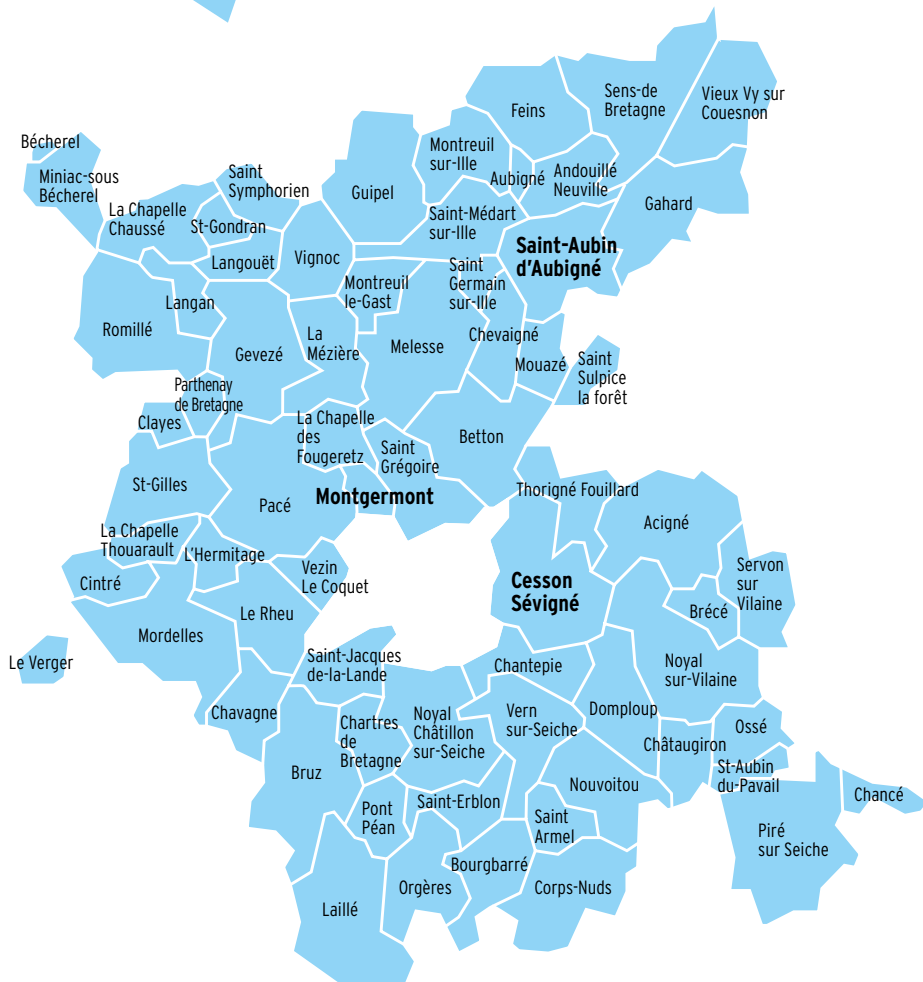 Sens-de
Bretagne
Vieux Vy sur
Couesnon
Feins
Bécherel
Montreuil
sur-Ille
Miniac-sous
Bécherel
Saint
Symphorien
Guipel
Aubigné
Andouillé
Neuville
Gahard
La Chapelle
Chaussé
St-Gondran
Saint-Médart
sur-Ille
Saint-Aubin
d'Aubigné
Langouët
Vignoc
Montreuil
le-Gast
Saint
Germain
sur-Ille
Langan
Romillé
La
Mézière
Gevezé
Melesse
Chevaigné
Mouazé
Saint
Sulpice
la forêt
Parthenay
de Bretagne
Clayes
La Chapelle
des
Fougeretz
Saint
Grégoire
Betton
St-Gilles
Pacé
Montgermont
Thorigné Fouillard
Acigné
La Chapelle
Thouarault
L'Hermitage
Vezin
Le Coquet
Cintré
Cesson
Sévigné
Servon
sur
Vilaine
Brécé
Le Rheu
Mordelles
Le Verger
Saint-Jacques
de-la-Lande
Chantepie
Noyal
sur-Vilaine
Chavagne
Chartres
de
Bretagne
Noyal
Châtillon
sur-Seiche
Vern
sur-Seiche
Domploup
Châtaugiron
Ossé
Bruz
St-Aubin
du-Pavail
Nouvoitou
Chancé
Pont
Péan
Saint-Erblon
Saint
Armel
Piré
sur Seiche
Bourgbarré
Orgères
Corps-Nuds
Laillé